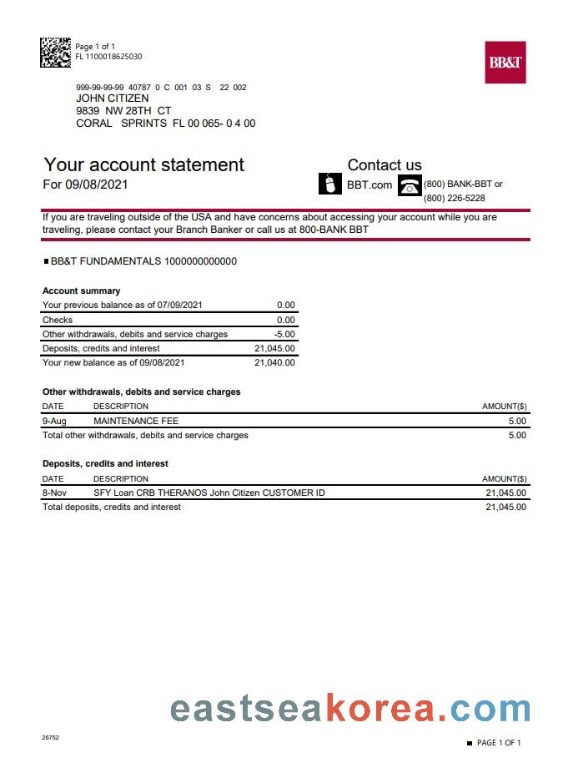 Page 1 of 1
FL 1100018625030
BB&T
999-99-99-99 40787 0 C 001 03 S 22 002
JOHN CITIZEN
9839 NW 28TH CT
CORAL SPRINTS FL 00 065- 0 4 00
Your account statement
For 09/08/2021
Contact us
BBT.com
(800) BANK-BBT or
(800) 226-5228
If you are traveling outside of the USA and have concerns about accessing your account while you are
traveling, please contact your Branch Banker or call us at 800-BANK BBT
BB&T FUNDAMENTALS 1000000000000
Account summary
Your previous balance as of 07/09/2021 0.00
Checks 0.00
Other withdrawals, debits and service charges -5.00
Deposits, credits and interest 21,045.00
Your new balance as of 09/08/2021 21,040.00
Other withdrawals, debits and service charges
DATE DESCRIPTION AMOUNT($)
9-Aug MAINTENANCE FEE 5.00
Total other withdrawals, debits and service charges 5.00
Deposits, credits and interest
DATE DESCRIPTION AMOUNT($)
8-Nov SFY Loan CRB THERANOS John Citizen CUSTOMER ID 21,045.00
Total deposits, credits and interest 21,045.00
eastseakorea.com
26752
PAGE 1 OF 1